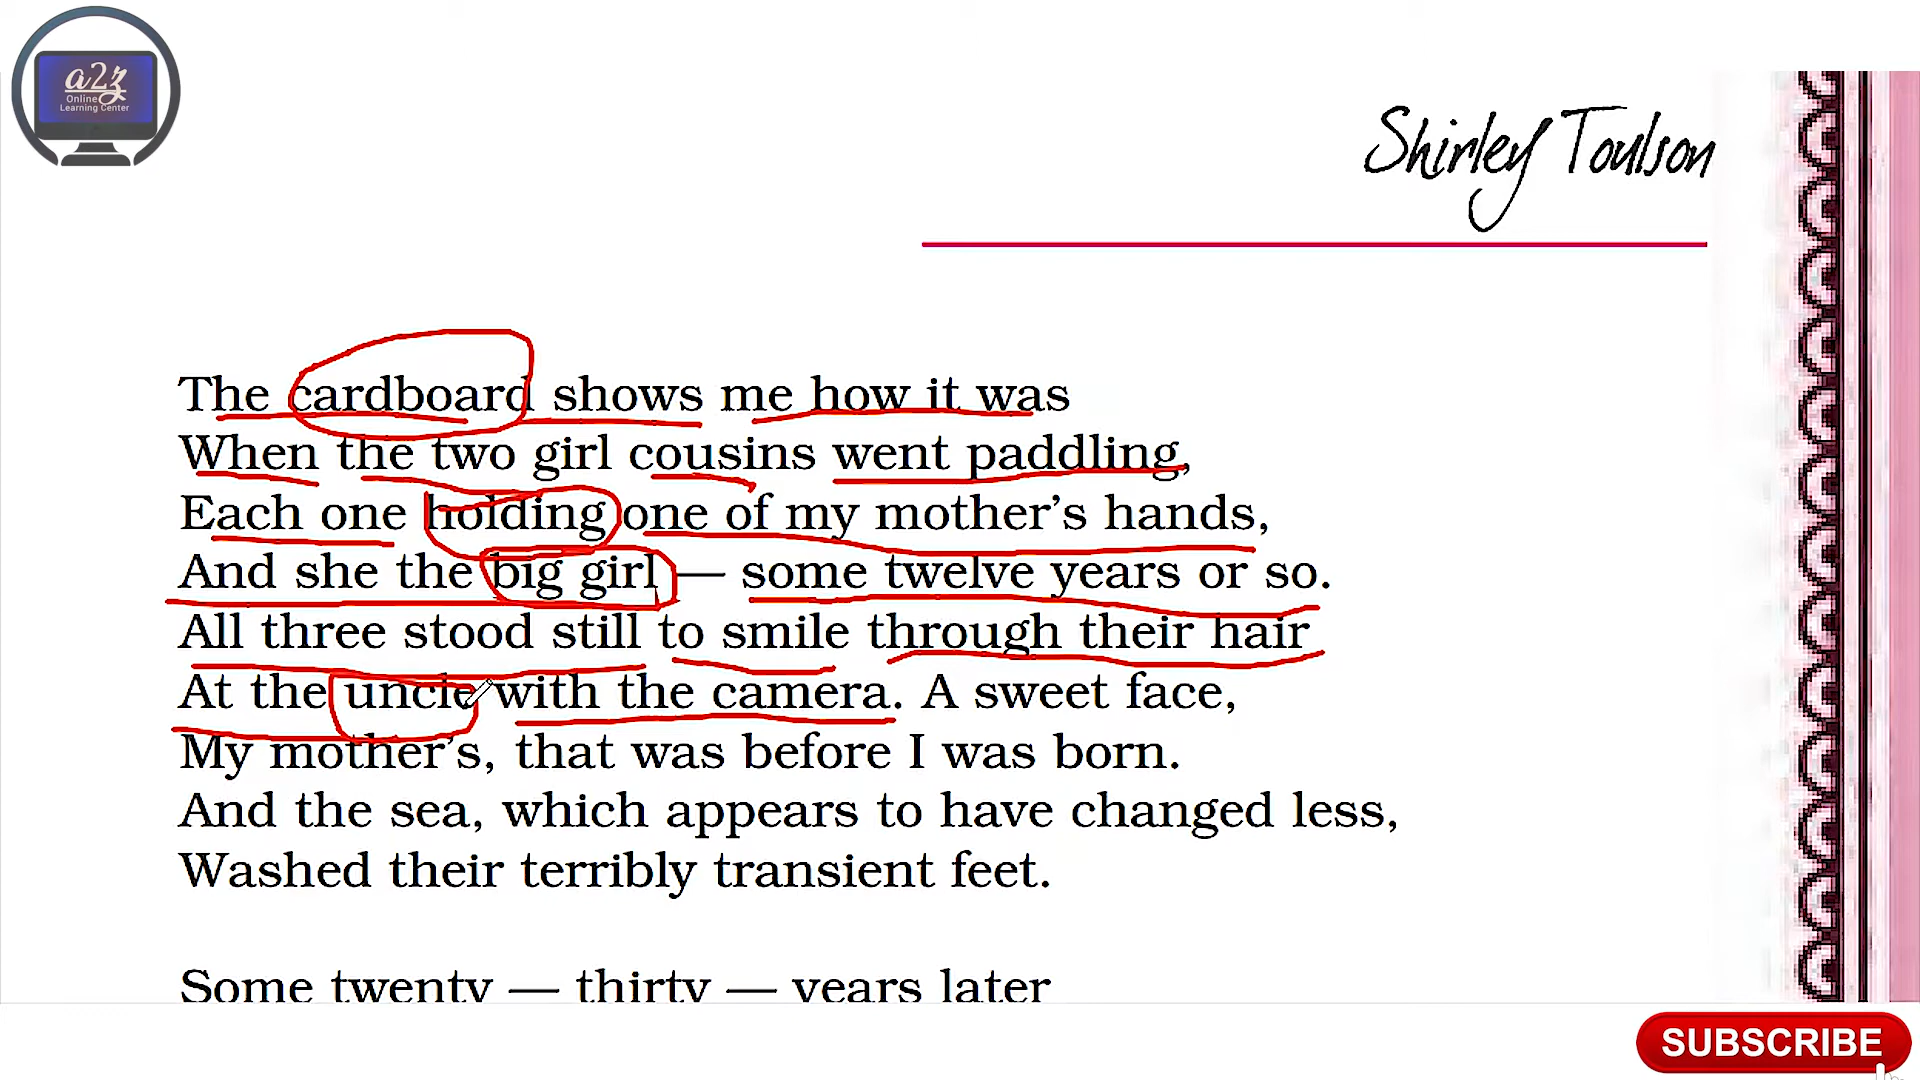 a2z
Online
Learning Center
Shirley Toulson
The cardboard shows me how it was
When the two girl cousins went paddling,
Each one holding one of my mother’s hands,
And she the big girl — some twelve years or so.
All three stood still to smile through their hair
At the uncle with the camera. A sweet face,
My mother’s, that was before I was born.
And the sea, which appears to have changed less,
Washed their terribly transient feet.
Some twenty — thirty — years later
SUBSCRIBE